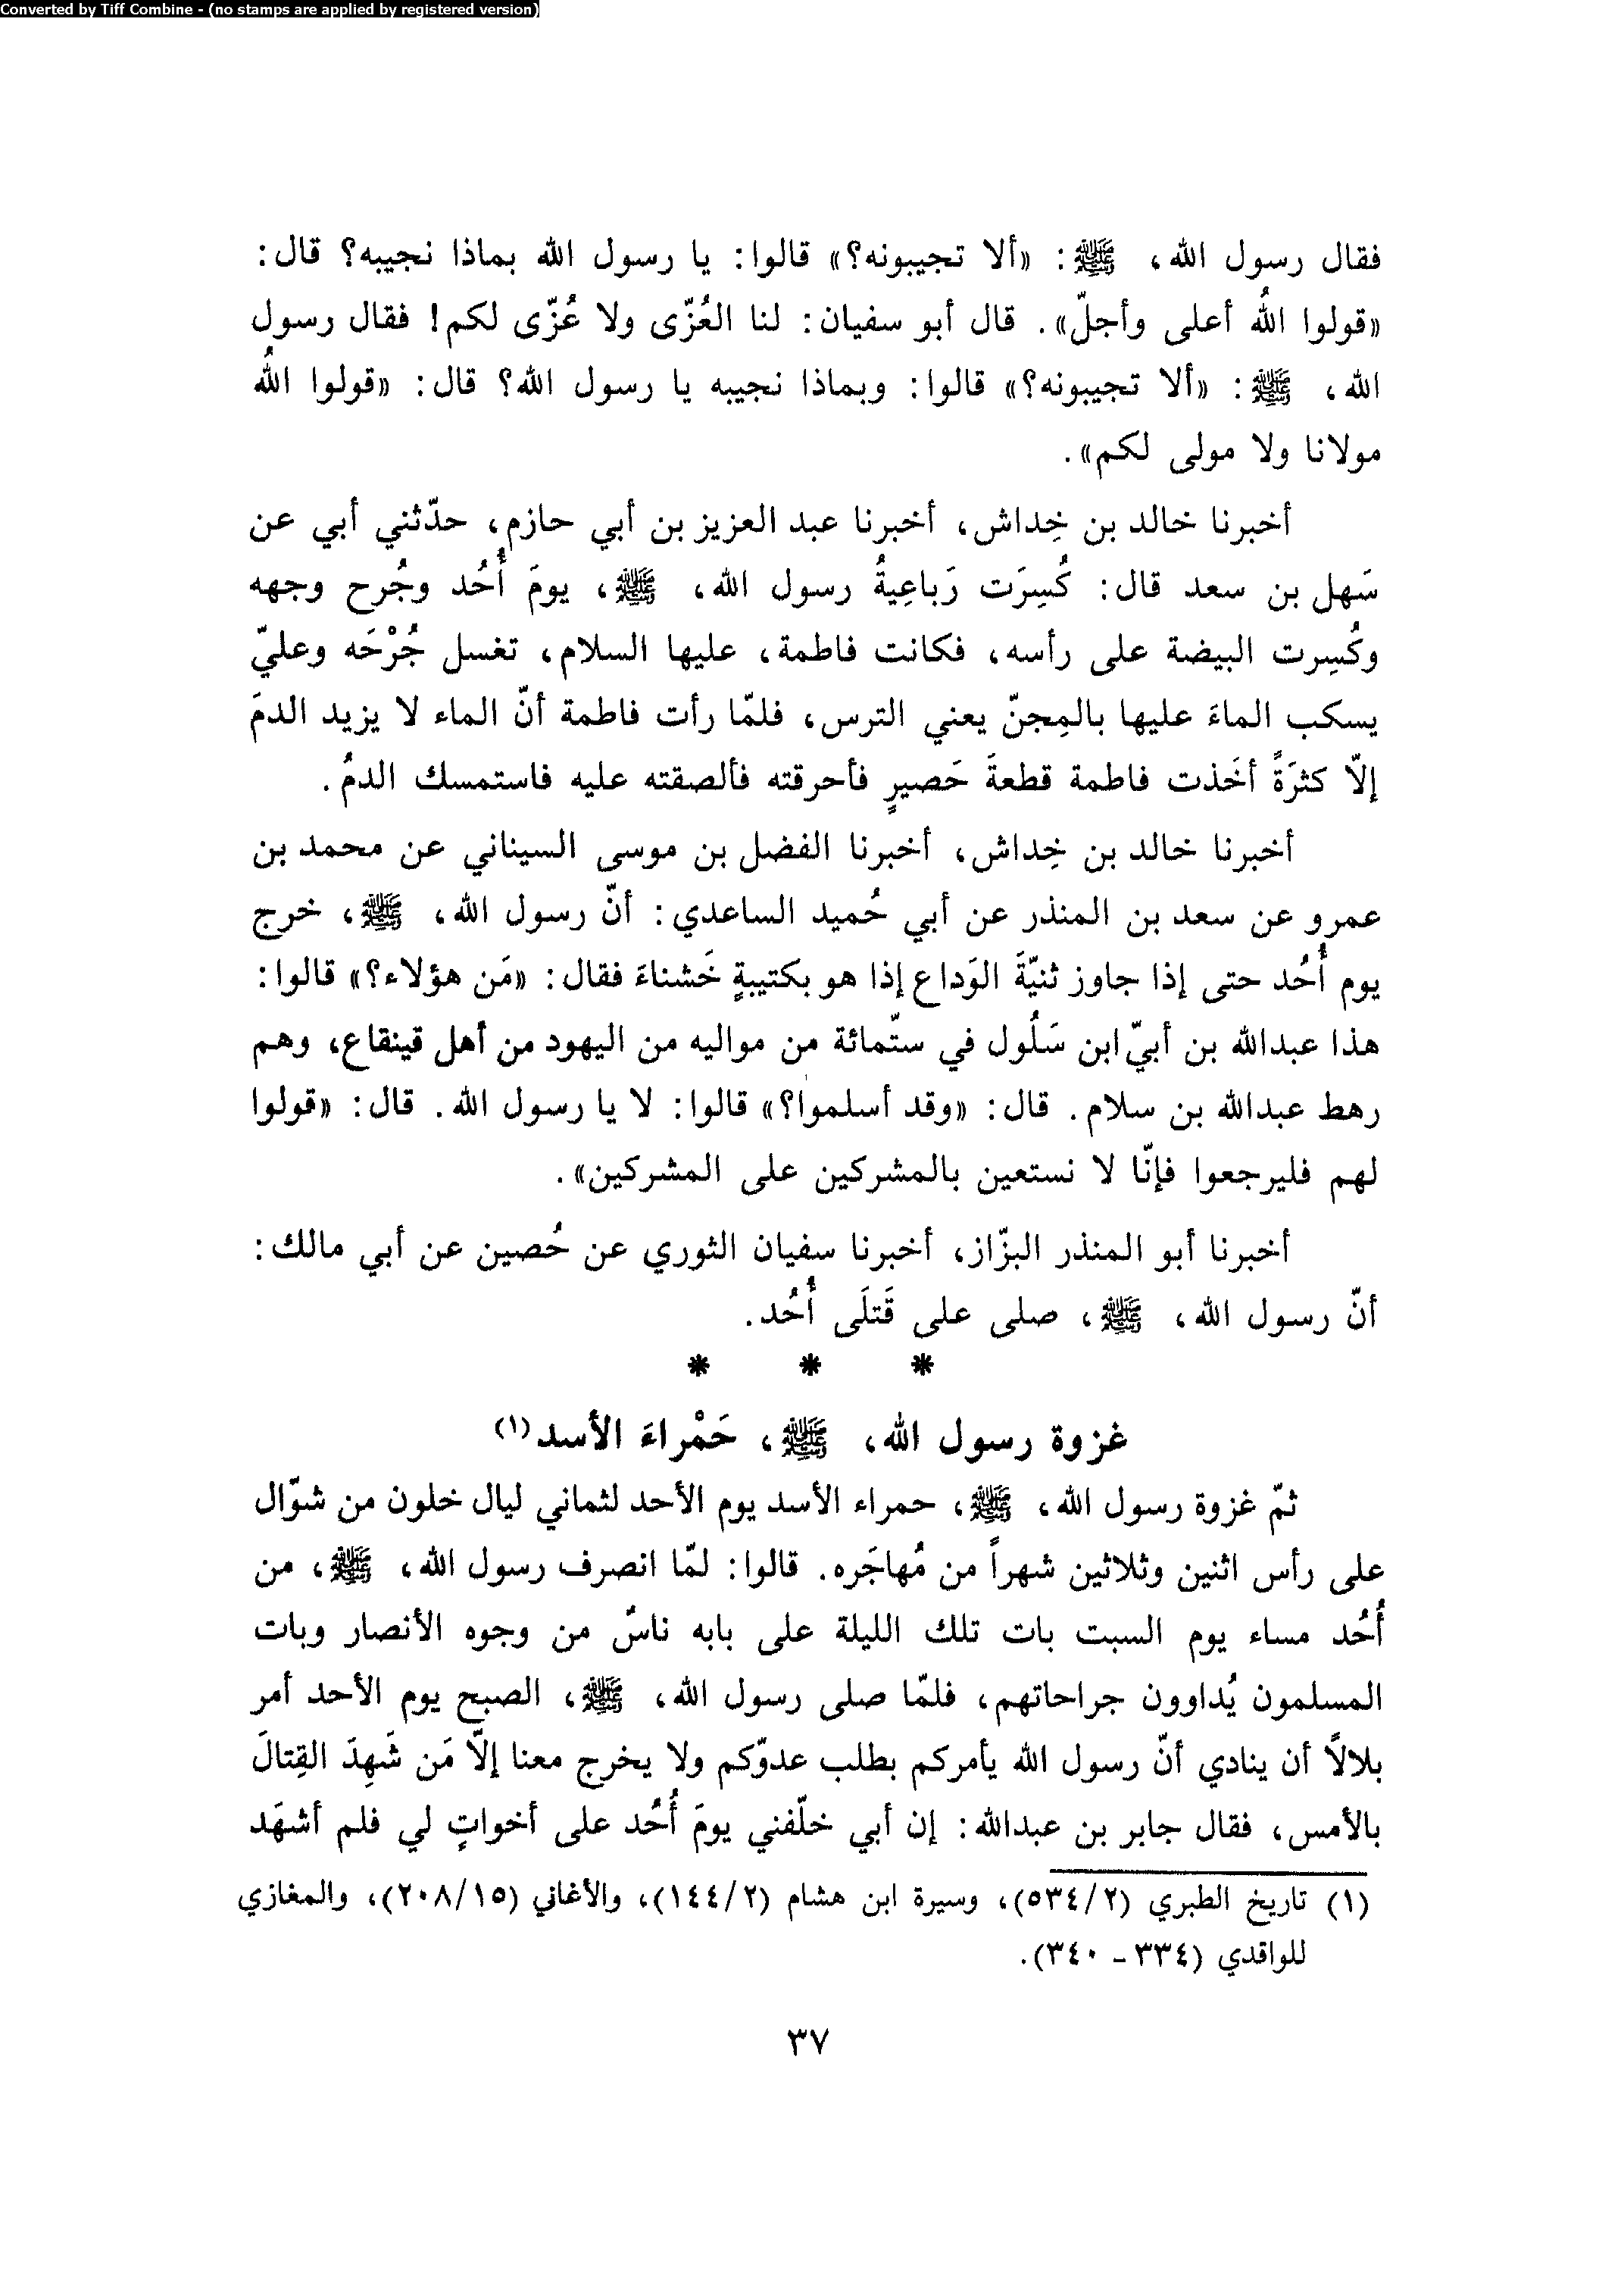 Converted by Tiff Combine - (no stamps are applied by registered version)
فقال رسول الله، ﷺ: «ألا تجيبونه؟» قالوا: يا رسول الله بماذا نجيبه؟ قال:
«قولوا اللهُ أعلى وأجلّ». قال أبو سفيان: لنا العُزّى ولا عُزّى لكم! فقال رسول
الله، ﷺ: «ألا تجيبونه؟» قالوا: وبماذا نجيبه يا رسول الله؟ قال: «قولوا اللهُ
مولانا ولا مولى لكم».
أخبرنا خالد بن خِداش، أخبرنا عبد العزيز بن أبي حازم، حدّثني أبي عن
سَهل بن سعد قال: كُسِرَت رَباعِيةُ رسول الله، ﷺ، يومَ أُحُد وجُرح وجهه
وكُسِرت البيضة على رأسه، فكانت فاطمة، عليها السلام، تغسل جُرْحَه وعليّ
يسكب الماءَ عليها بالمِجنّ يعني الترس، فلمّا رأت فاطمة أنّ الماء لا يزيد الدمَ
إلّا كثرَةً أخَذت فاطمة قطعةَ حَصيرٍ فأحرقته فألصقته عليه فاستمسك الدمُ.
أخبرنا خالد بن خِداش، أخبرنا الفضل بن موسى السيناني عن محمد بن
عمرو عن سعد بن المنذر عن أبي حُميد الساعدي: أنّ رسول الله، ﷺ، خرج
يوم أُحُد حتى إذا جاوز ثنيّةَ الوَداع إذا هو بكتيبةٍ خَشناءَ فقال: «مَن هؤلاء؟» قالوا:
هذا عبدالله بن أبيّ ابن سَلُول في ستّمائة من مواليه من اليهود من أهل قينقاع، وهم
رهط عبدالله بن سلام. قال: «وقد أسلموا؟» قالوا: لا يا رسول الله. قال: «قولوا
لهم فليرجعوا فإنّا لا نستعين بالمشركين على المشركين».
أخبرنا أبو المنذر البزّاز، أخبرنا سفيان الثوري عن حُصين عن أبي مالك:
أنّ رسول الله، ﷺ، صلى على قَتلَى أُحُد.
* * *
غزوة رسول الله، ﷺ، حَمْراءَ الأسد(١)
ثمّ غزوة رسول الله، ﷺ، حمراء الأسد يوم الأحد لثماني ليال خلون من شوّال
على رأس اثنين وثلاثين شهراً من مُهاجَره. قالوا: لمّا انصرف رسول الله، ﷺ، من
أُحُد مساء يوم السبت بات تلك الليلة على بابه ناسٌ من وجوه الأنصار وبات
المسلمون يُداوون جراحاتهم، فلمّا صلى رسول الله، ﷺ، الصبح يوم الأحد أمر
بلالاً أن ينادي أنّ رسول الله يأمركم بطلب عدوّكم ولا يخرج معنا إلّا مَن شَهِدَ القِتالَ
بالأمس، فقال جابر بن عبدالله: إن أبي خلّفني يومَ أُحُد على أخواتٍ لي فلم أشهَد
(١) تاريخ الطبري (٥٣٤/٢)، وسيرة ابن هشام (١٤٤/٢)، والأغاني (٢٠٨/١٥)، والمغازي
للواقدي (٣٣٤ - ٣٤٠).
٣٧